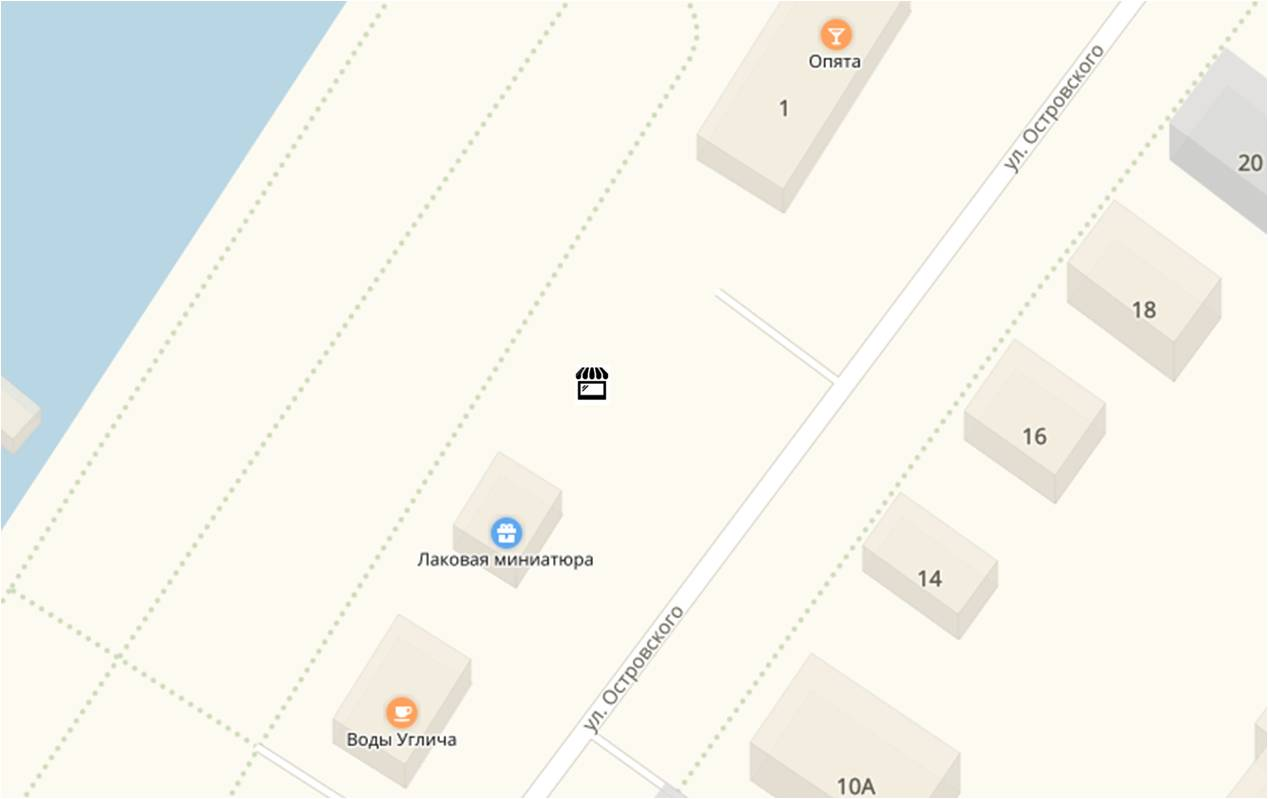 Опята
1
ул. Островского
20
18
16
Лаковая миниатюра
14
ул. Островского
Воды Углича
10А